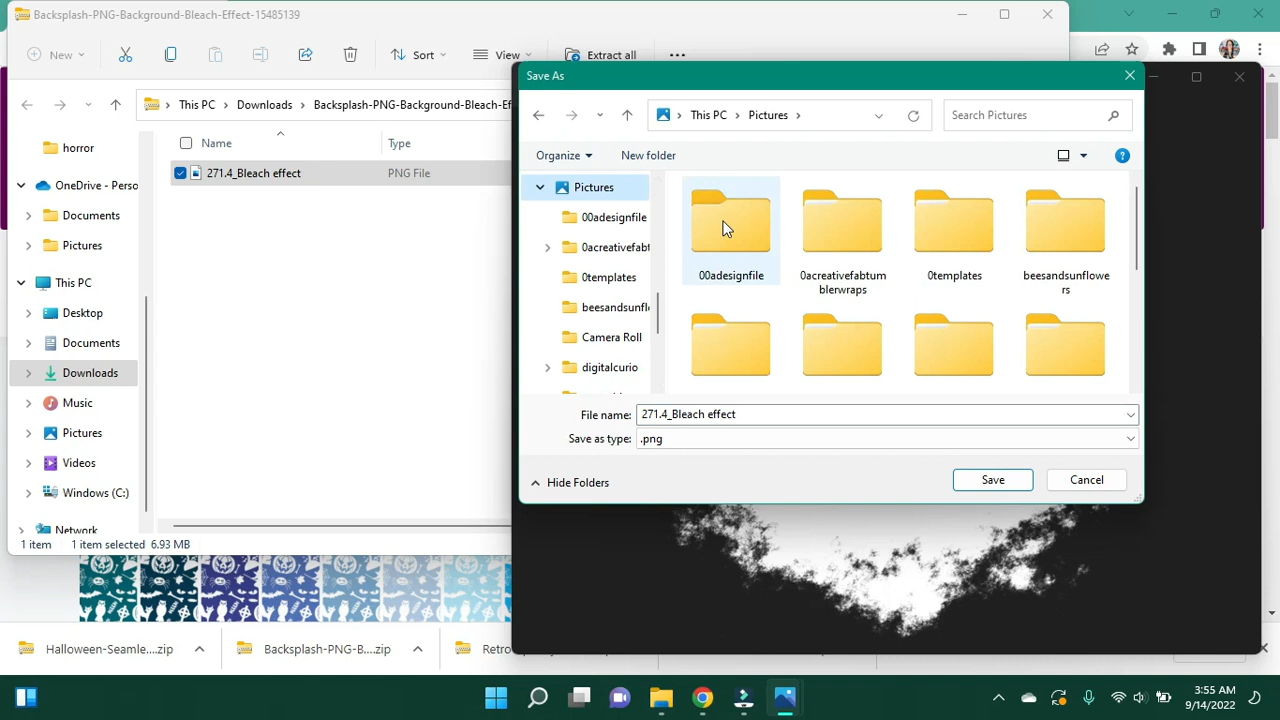 Backsplash-PNG-Background-Bleach-Effect-15485139
New
Sort
View
Extract all
This PC
Downloads
Backsplash-PNG-Background-Bleach-Ef
horror
OneDrive - Perso
Documents
Pictures
This PC
Desktop
Documents
Downloads
Music
Pictures
Videos
Windows (C:)
Network
Name
Type
271.4_Bleach effect
PNG File
1 item
1 item selected 6.93 MB
Save As
This PC
Pictures
Search Pictures
Organize
New folder
Pictures
00adesignfile
0acreativefabt
0templates
beesandsunflo
Camera Roll
digitalcurio
00adesignfile
0acreativefabtum
blerwraps
0templates
beesandsunflowe
rs
File name:
271.4_Bleach effect
Save as type:
.png
Hide Folders
Save
Cancel
Halloween-Seamle....zip
Backsplash-PNG-B....zip
Retro
3:55 AM
9/14/2022